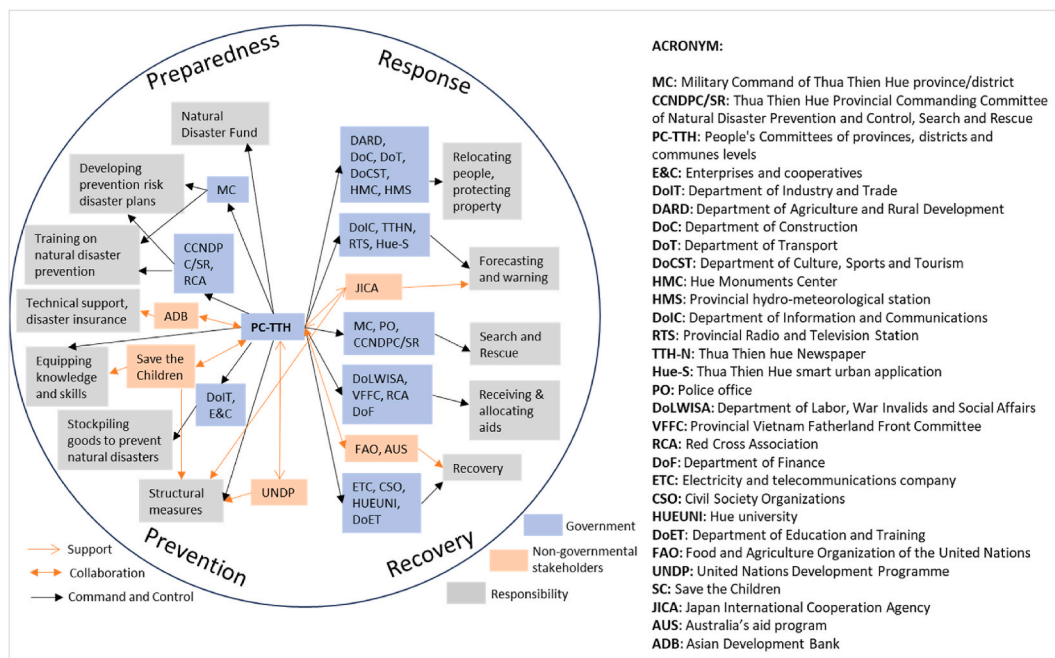 Preparedness
Response
Natural
Disaster Fund
Developing
prevention risk
disaster plans
MC
Training on
natural disaster
prevention
CCNDP
C/SR,
RCA
Technical support,
disaster insurance
ADB
PC-TTH
Equipping
knowledge
and skills
Save the
Children
DoIT,
E&C
Stockpiling
goods to prevent
natural disasters
Structural
measures
UNDP
DARD,
DoC, DoT,
DoCST,
HMC, HMS
Relocating
people,
protecting
property
DoIC, TTHN,
RTS, Hue-S
Forecasting
and warning
JICA
MC, PO,
CCNDPC/SR
Search and
Rescue
DoLWISA,
VFFC, RCA
DoF
Receiving &
allocating
aids
FAO, AUS
Recovery
ETC, CSO,
HUEUNI,
DoET
Prevention
Recovery
Support
Collaboration
Command and Control
Government
Non-governmental
stakeholders
Responsibility
ACRONYM:
MC: Military Command of Thua Thien Hue province/district
CCNDPC/SR: Thua Thien Hue Provincial Commanding Committee
of Natural Disaster Prevention and Control, Search and Rescue
PC-TTH: People's Committees of provinces, districts and
communes levels
E&C: Enterprises and cooperatives
DoIT: Department of Industry and Trade
DARD: Department of Agriculture and Rural Development
DoC: Department of Construction
DoT: Department of Transport
DoCST: Department of Culture, Sports and Tourism
HMC: Hue Monuments Center
HMS: Provincial hydro-meteorological station
DoIC: Department of Information and Communications
RTS: Provincial Radio and Television Station
TTH-N: Thua Thien hue Newspaper
Hue-S: Thua Thien Hue smart urban application
PO: Police office
DoLWISA: Department of Labor, War Invalids and Social Affairs
VFFC: Provincial Vietnam Fatherland Front Committee
RCA: Red Cross Association
DoF: Department of Finance
ETC: Electricity and telecommunications company
CSO: Civil Society Organizations
HUEUNI: Hue university
DoET: Department of Education and Training
FAO: Food and Agriculture Organization of the United Nations
UNDP: United Nations Development Programme
SC: Save the Children
JICA: Japan International Cooperation Agency
AUS: Australia's aid program
ADB: Asian Development Bank